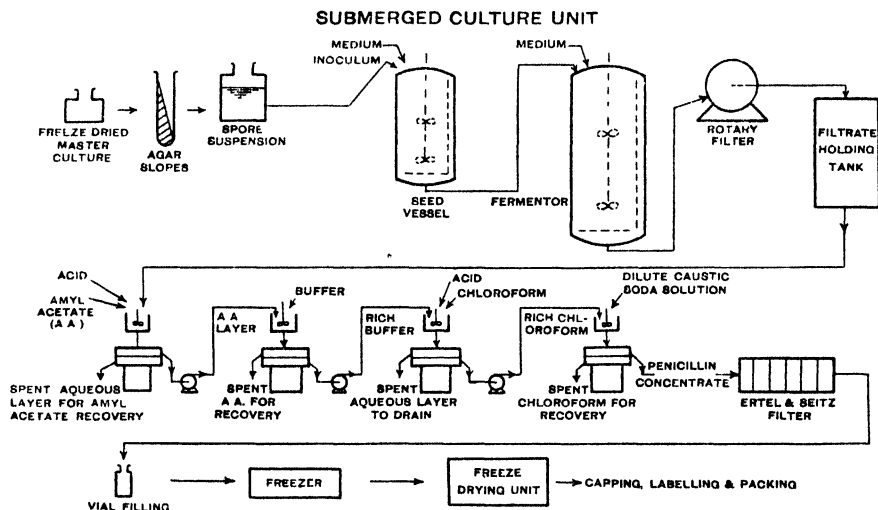 SUBMERGED CULTURE UNIT
MEDIUM
INOCULUM
MEDIUM
FREEZE DRIED
MASTER
CULTURE
AGAR
SLOPES
SPORE
SUSPENSION
SEED
VESSEL
FERMENTOR
ROTARY
FILTER
FILTRATE
HOLDING
TANK
ACID
AMYL
ACETATE
(A A)
A A
LAYER
BUFFER
RICH
BUFFER
ACID
CHLOROFORM
RICH CHL-
OROFORM
DILUTE CAUSTIC
SODA SOLUTION
SPENT AQUEOUS
LAYER FOR AMYL
ACETATE RECOVERY
SPENT
A A. FOR
RECOVERY
SPENT
AQUEOUS LAYER
TO DRAIN
SPENT
CHLOROFORM FOR
RECOVERY
PENICILLIN
CONCENTRATE
ERTEL & SEITZ
FILTER
VIAL FILLING
FREEZER
FREEZE
DRYING UNIT
CAPPING, LABELLING & PACKING